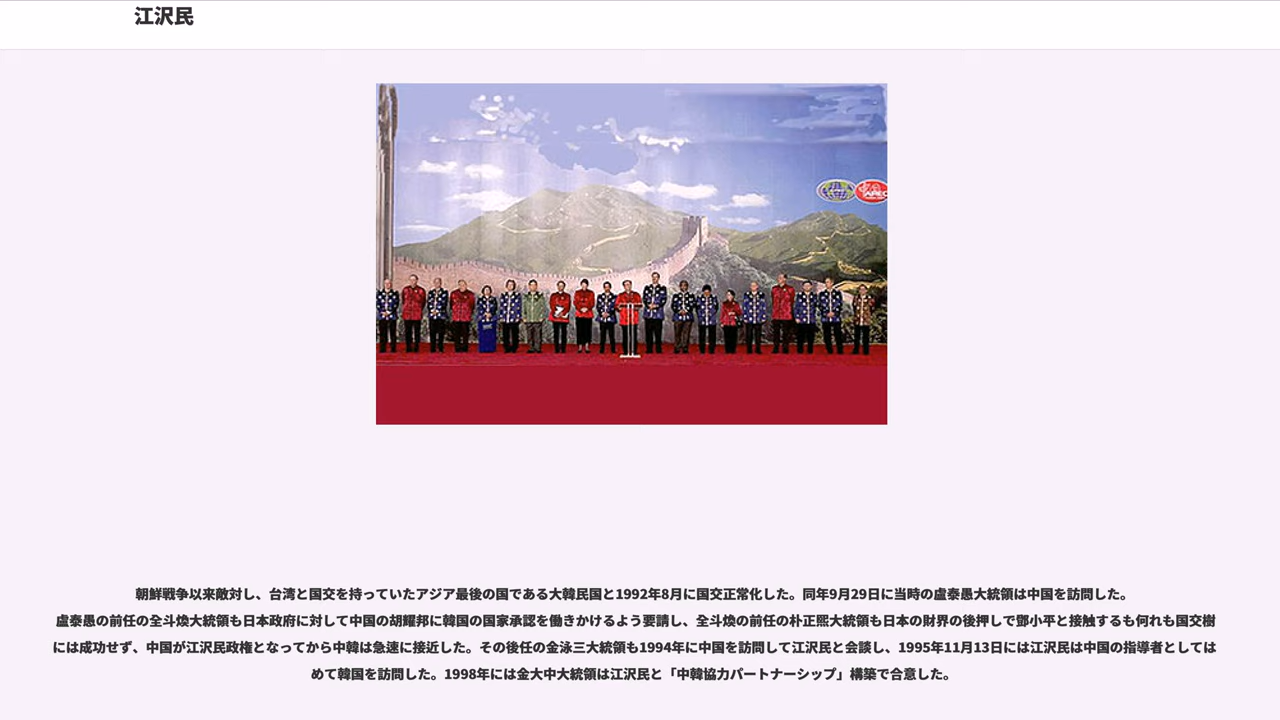 江沢民
APEC
朝鮮戦争以来敵対し、台湾と国交を持っていたアジア最後の国である大韓民国と1992年8月に国交正常化した。同年9月29日に当時の盧泰愚大統領は中国を訪問した。
盧泰愚の前任の全斗煥大統領も日本政府に対して中国の胡耀邦に韓国の国家承認を働きかけるよう要請し、全斗煥の前任の朴正熙大統領も日本の財界の後押しで鄧小平と接触するも何れも国交樹
には成功せず、中国が江沢民政権となってから中韓は急速に接近した。その後任の金泳三大統領も1994年に中国を訪問して江沢民と会談し、1995年11月13日には江沢民は中国の指導者としては
めて韓国を訪問した。1998年には金大中大統領は江沢民と「中韓協力パートナーシップ」構築で合意した。